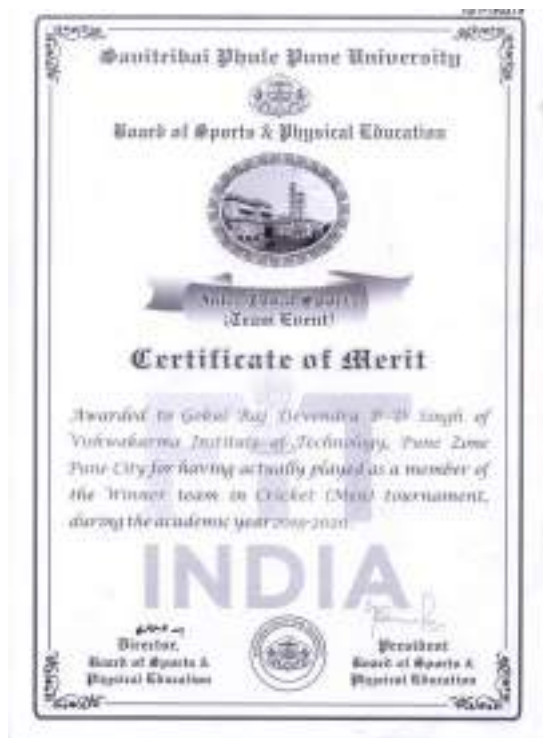 Savitribai Phule Pune University
Board of Sports & Physical Education
(Team Event)
Certificate of Merit
Awarded to Gokul Raj Devendra P D Singh of
Vishwakarma Institute of Technology, Pune Zone
Pune City for having actually played as a member of
the Winner team in Cricket (Men) tournament,
during the academic year 2019-2020
FIT
INDIA
Director,
Board of Sports &
Physical Education
President
Board of Sports &
Physical Education